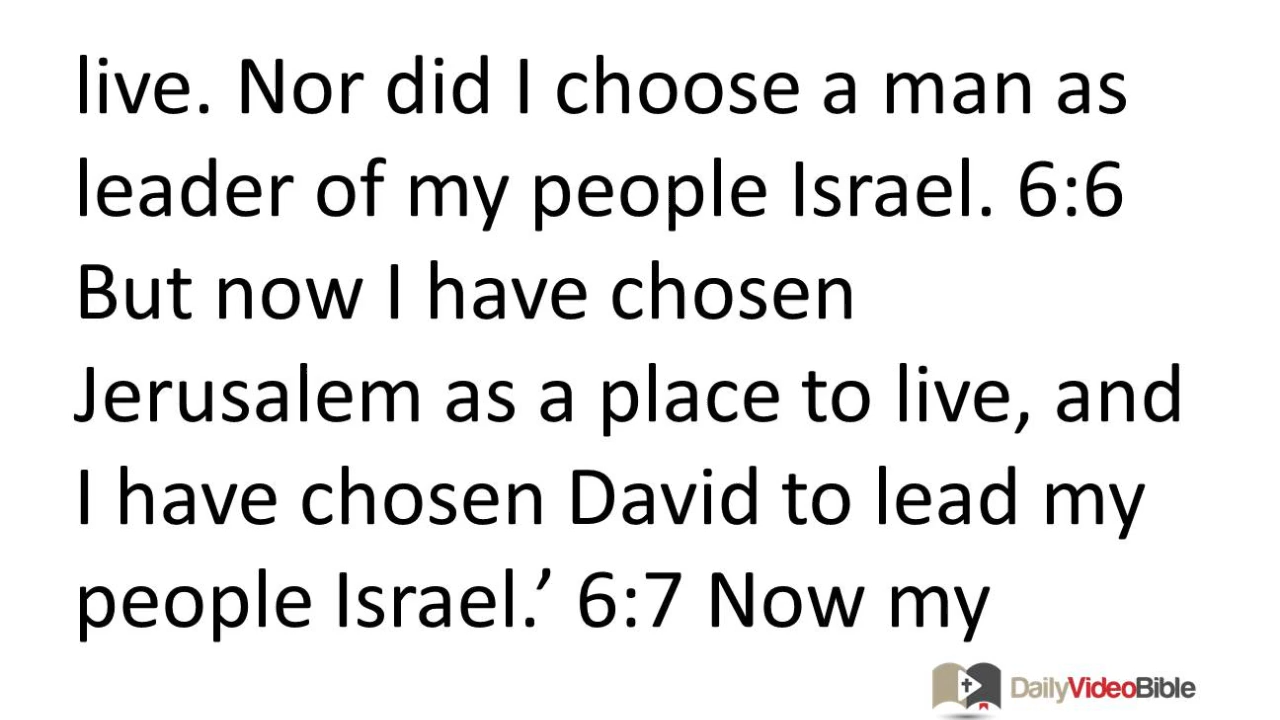 live. Nor did I choose a man as
leader of my people Israel. 6:6
But now I have chosen
Jerusalem as a place to live, and
I have chosen David to lead my
people Israel.’ 6:7 Now my
DailyVideoBible